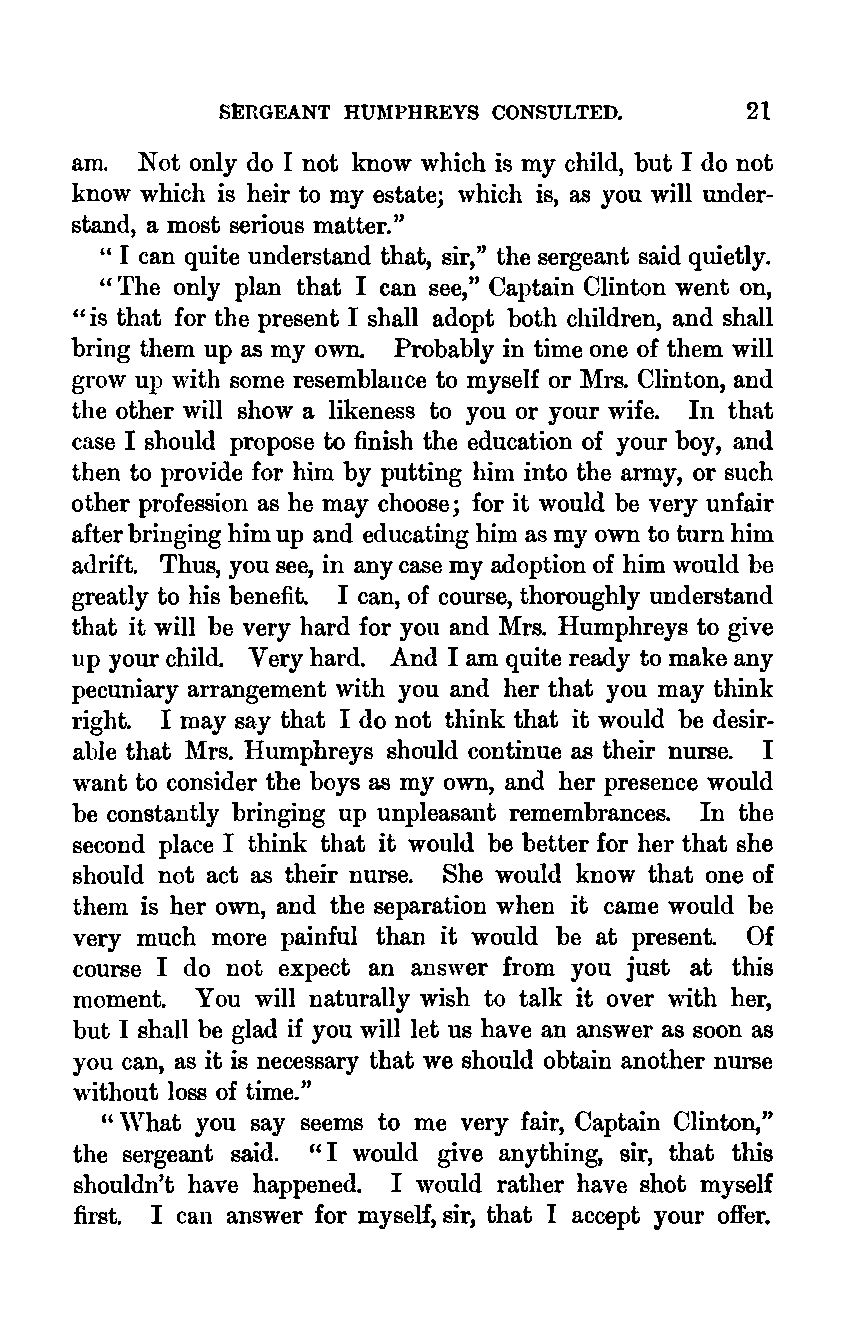 SERGEANT HUMPHREYS CONSULTED. 21
am. Not only do I not know which is my child, but I do not
know which is heir to my estate; which is, as you will under-
stand, a most serious matter."
"I can quite understand that, sir," the sergeant said quietly.
"The only plan that I can see," Captain Clinton went on,
"is that for the present I shall adopt both children, and shall
bring them up as my own. Probably in time one of them will
grow up with some resemblance to myself or Mrs. Clinton, and
the other will show a likeness to you or your wife. In that
case I should propose to finish the education of your boy, and
then to provide for him by putting him into the army, or such
other profession as he may choose; for it would be very unfair
after bringing him up and educating him as my own to turn him
adrift. Thus, you see, in any case my adoption of him would be
greatly to his benefit. I can, of course, thoroughly understand
that it will be very hard for you and Mrs. Humphreys to give
up your child. Very hard. And I am quite ready to make any
pecuniary arrangement with you and her that you may think
right. I may say that I do not think that it would be desir-
able that Mrs. Humphreys should continue as their nurse. I
want to consider the boys as my own, and her presence would
be constantly bringing up unpleasant remembrances. In the
second place I think that it would be better for her that she
should not act as their nurse. She would know that one of
them is her own, and the separation when it came would be
very much more painful than it would be at present. Of
course I do not expect an answer from you just at this
moment. You will naturally wish to talk it over with her,
but I shall be glad if you will let us have an answer as soon as
you can, as it is necessary that we should obtain another nurse
without loss of time."
"What you say seems to me very fair, Captain Clinton,"
the sergeant said. "I would give anything, sir, that this
shouldn't have happened. I would rather have shot myself
first. I can answer for myself, sir, that I accept your offer.